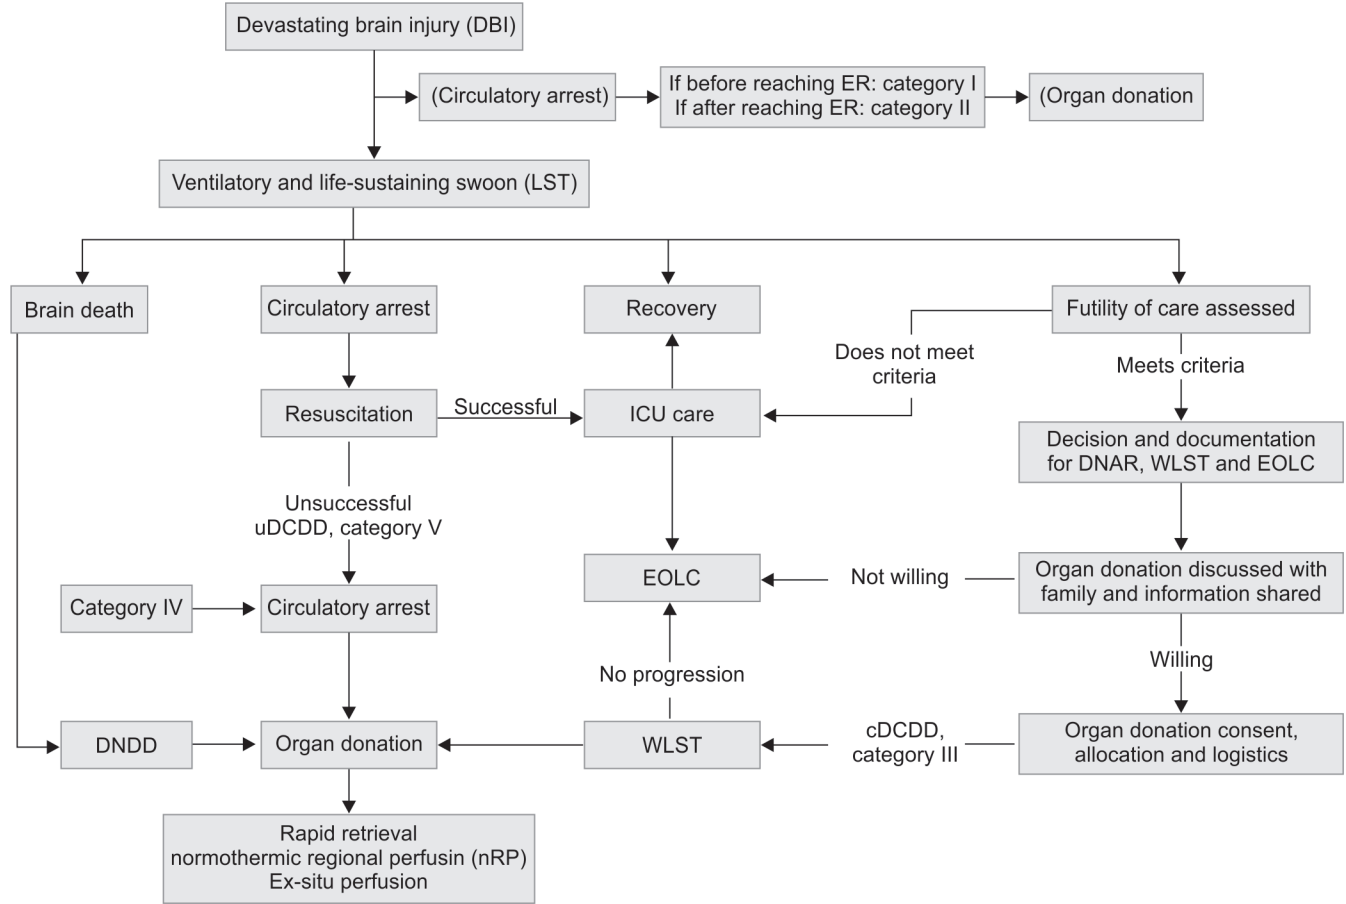 Devastating brain injury (DBI)
(Circulatory arrest)
If before reaching ER: category I
If after reaching ER: category II
(Organ donation
Ventilatory and life-sustaining swoon (LST)
Brain death
Circulatory arrest
Recovery
Futility of care assessed
Does not meet
criteria
Meets criteria
Resuscitation
Successful
ICU care
Decision and documentation
for DNAR, WLST and EOLC
Unsuccessful
uDCDD, category V
EOLC
Not willing
Organ donation discussed with
family and information shared
Category IV
Circulatory arrest
No progression
Willing
DNDD
Organ donation
WLST
cDCDD,
category III
Organ donation consent,
allocation and logistics
Rapid retrieval
normothermic regional perfusin (nRP)
Ex-situ perfusion